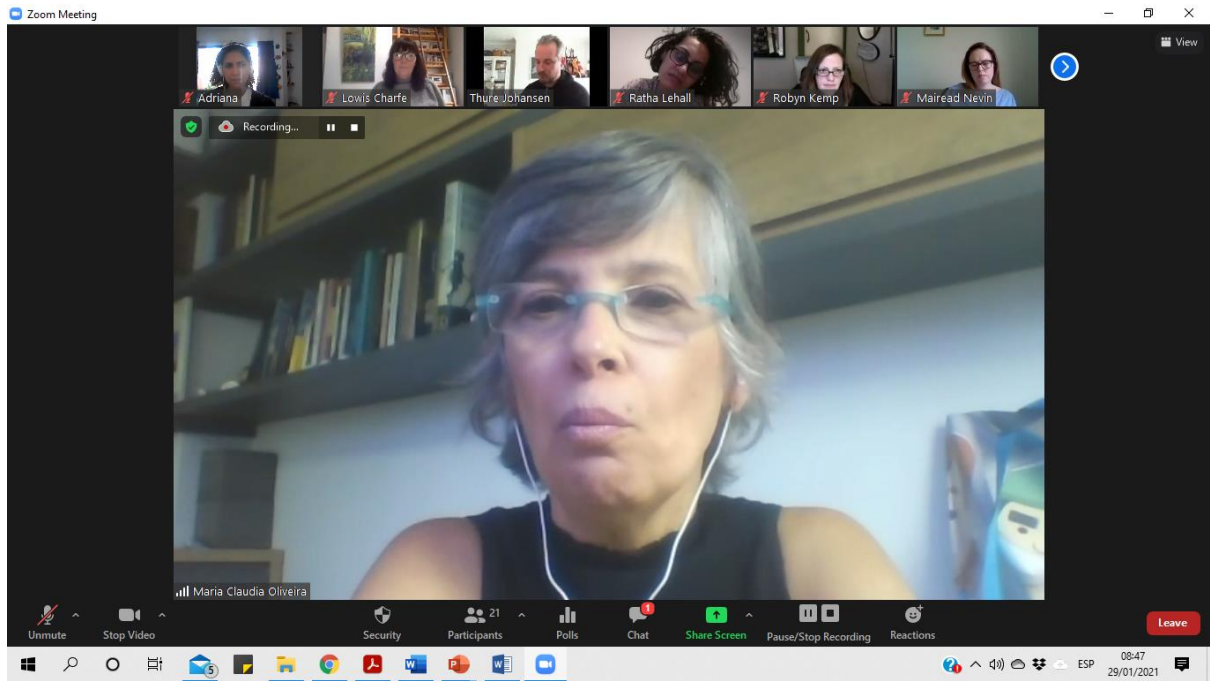 Zoom Meeting
View
Adriana
Lowis Charfe
Thure Johansen
Ratha Lehall
Robyn Kemp
Mairead Nevin
Recording...
Maria Claudia Oliveira
Unmute
Stop Video
Security
21
Participants
Polls
1
Chat
Share Screen
Pause/Stop Recording
Reactions
Leave
5
ESP
08:47
29/01/2021